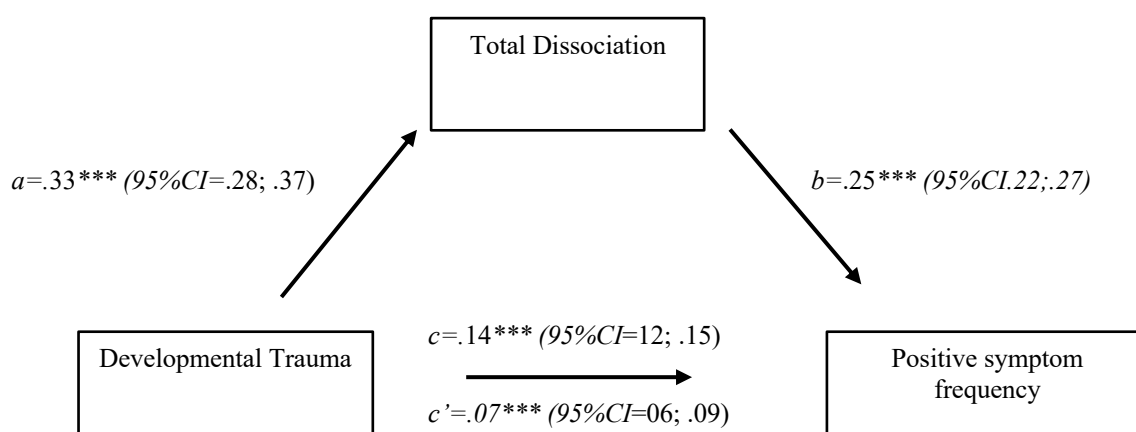 Total Dissociation
a=.33*** (95%CI=.28; .37)
b=.25*** (95%CI.22;.27)
Developmental Trauma
c=.14*** (95%CI=12; .15)
c’=.07*** (95%CI=06; .09)
Positive symptom
frequency